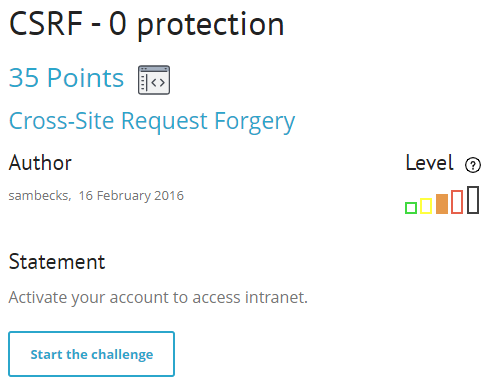 CSRF - 0 protection
35 Points
Cross-Site Request Forgery
Author
Level ?
sambecks, 16 February 2016
Statement
Activate your account to access intranet.
Start the challenge